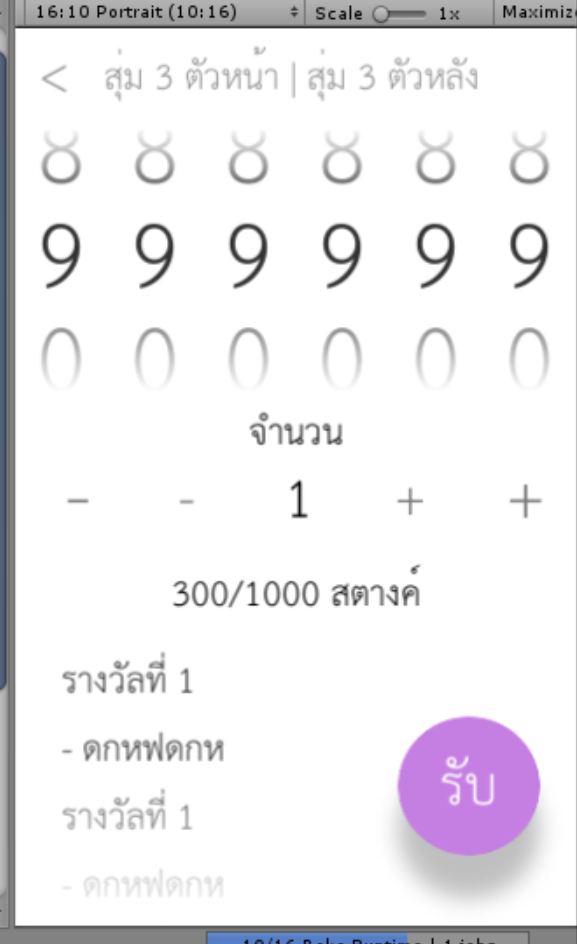 16:10 Portrait (10:16) Scale 1x Maximize
< สุ่ม 3 ตัวหน้า | สุ่ม 3 ตัวหลัง
8 8 8 8 8 8
9 9 9 9 9 9
0 0 0 0 0 0
จำนวน
- - 1 + +
300/1000 สตางค์
รางวัลที่ 1
- ดกหฟดกห
รับ
รางวัลที่ 1
- ดกหฟดกห